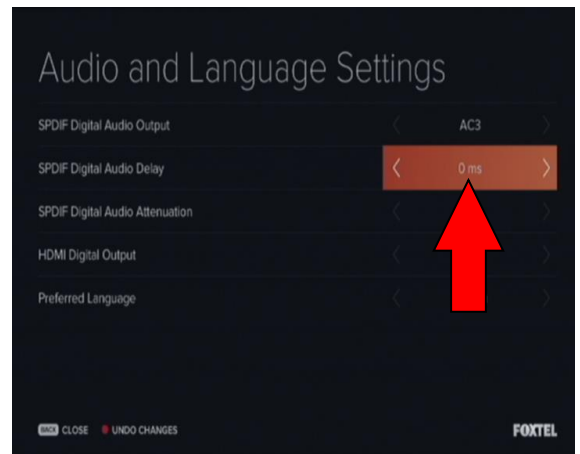 Audio and Language Settings
SPDIF Digital Audio Output AC3
SPDIF Digital Audio Delay 0 ms
SPDIF Digital Audio Attenuation
HDMI Digital Output
Preferred Language
BACK CLOSE UNDO CHANGES FOXTEL